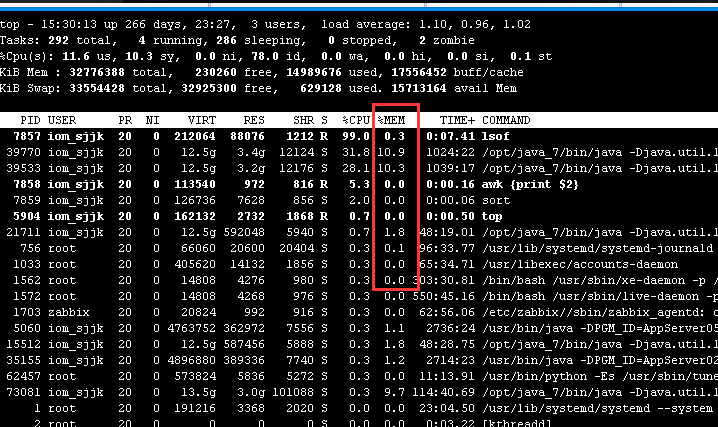 top - 15:30:13 up 266 days, 23:27,  3 users,  load average: 1.10, 0.96, 1.02
Tasks: 292 total,   4 running, 286 sleeping,   0 stopped,   2 zombie
%Cpu(s): 11.6 us, 10.3 sy,  0.0 ni, 78.0 id,  0.0 wa,  0.0 hi,  0.0 si,  0.1 st
KiB Mem : 32776388 total,   230260 free, 14989676 used, 17556452 buff/cache
KiB Swap: 33554428 total, 32925300 free,   629128 used. 15713164 avail Mem
PID USER PR NI VIRT RES SHR S %CPU %MEM TIME+ COMMAND
7857 iom_sjjk 20 0 212064 88076 1212 R 99.0 0.3 0:07.41 lsof
39770 iom_sjjk 20 0 12.5g 3.4g 12124 S 31.8 10.9 1024:22 /opt/java_7/bin/java -Djava.util.l
39533 iom_sjjk 20 0 12.5g 3.2g 12176 S 28.1 10.3 1039:17 /opt/java_7/bin/java -Djava.util.l
7858 iom_sjjk 20 0 113540 972 816 R 5.3 0.0 0:00.16 awk {print $2}
7859 iom_sjjk 20 0 126736 7628 856 S 2.0 0.0 0:00.06 sort
5904 iom_sjjk 20 0 162132 2732 1868 R 0.7 0.0 0:00.50 top
21711 iom_sjjk 20 0 12.5g 592048 5940 S 0.7 1.8 48:19.01 /opt/java_7/bin/java -Djava.util.l
756 root 20 0 66060 20600 20404 S 0.3 0.1 96:33.77 /usr/lib/systemd/systemd-journald
1033 root 20 0 405620 14132 1856 S 0.3 0.0 65:34.71 /usr/libexec/accounts-daemon
1562 root 20 0 14808 4276 980 S 0.3 0.0 303:30.81 /bin/bash /usr/sbin/xe-daemon -p /
1572 root 20 0 14808 4268 976 S 0.3 0.0 550:45.16 /bin/bash /usr/sbin/live-daemon -p
1703 zabbix 20 0 20824 992 916 S 0.3 0.0 62:56.06 /etc/zabbix//sbin/zabbix_agentd: c
5060 iom_sjjk 20 0 4763752 362972 7556 S 0.3 1.1 2736:24 /usr/bin/java -DPGM_ID=AppServer05
15512 iom_sjjk 20 0 12.5g 587456 5888 S 0.3 1.8 48:28.75 /opt/java_7/bin/java -Djava.util.l
35155 iom_sjjk 20 0 4896880 389336 7740 S 0.3 1.2 2714:23 /usr/bin/java -DPGM_ID=AppServer02
62457 root 20 0 573824 5836 5272 S 0.3 0.0 11:13.91 /usr/bin/python -Es /usr/sbin/tune
73081 iom_sjjk 20 0 13.5g 3.0g 101088 S 0.3 9.7 114:40.69 /opt/java_7/bin/java -Djava.util.l
1 root 20 0 191216 3368 2020 S 0.0 0.0 23:04.50 /usr/lib/systemd/systemd --system
2 root 20 0 0 0 0 S 0.0 0.0 0:03.22 [kthreadd]